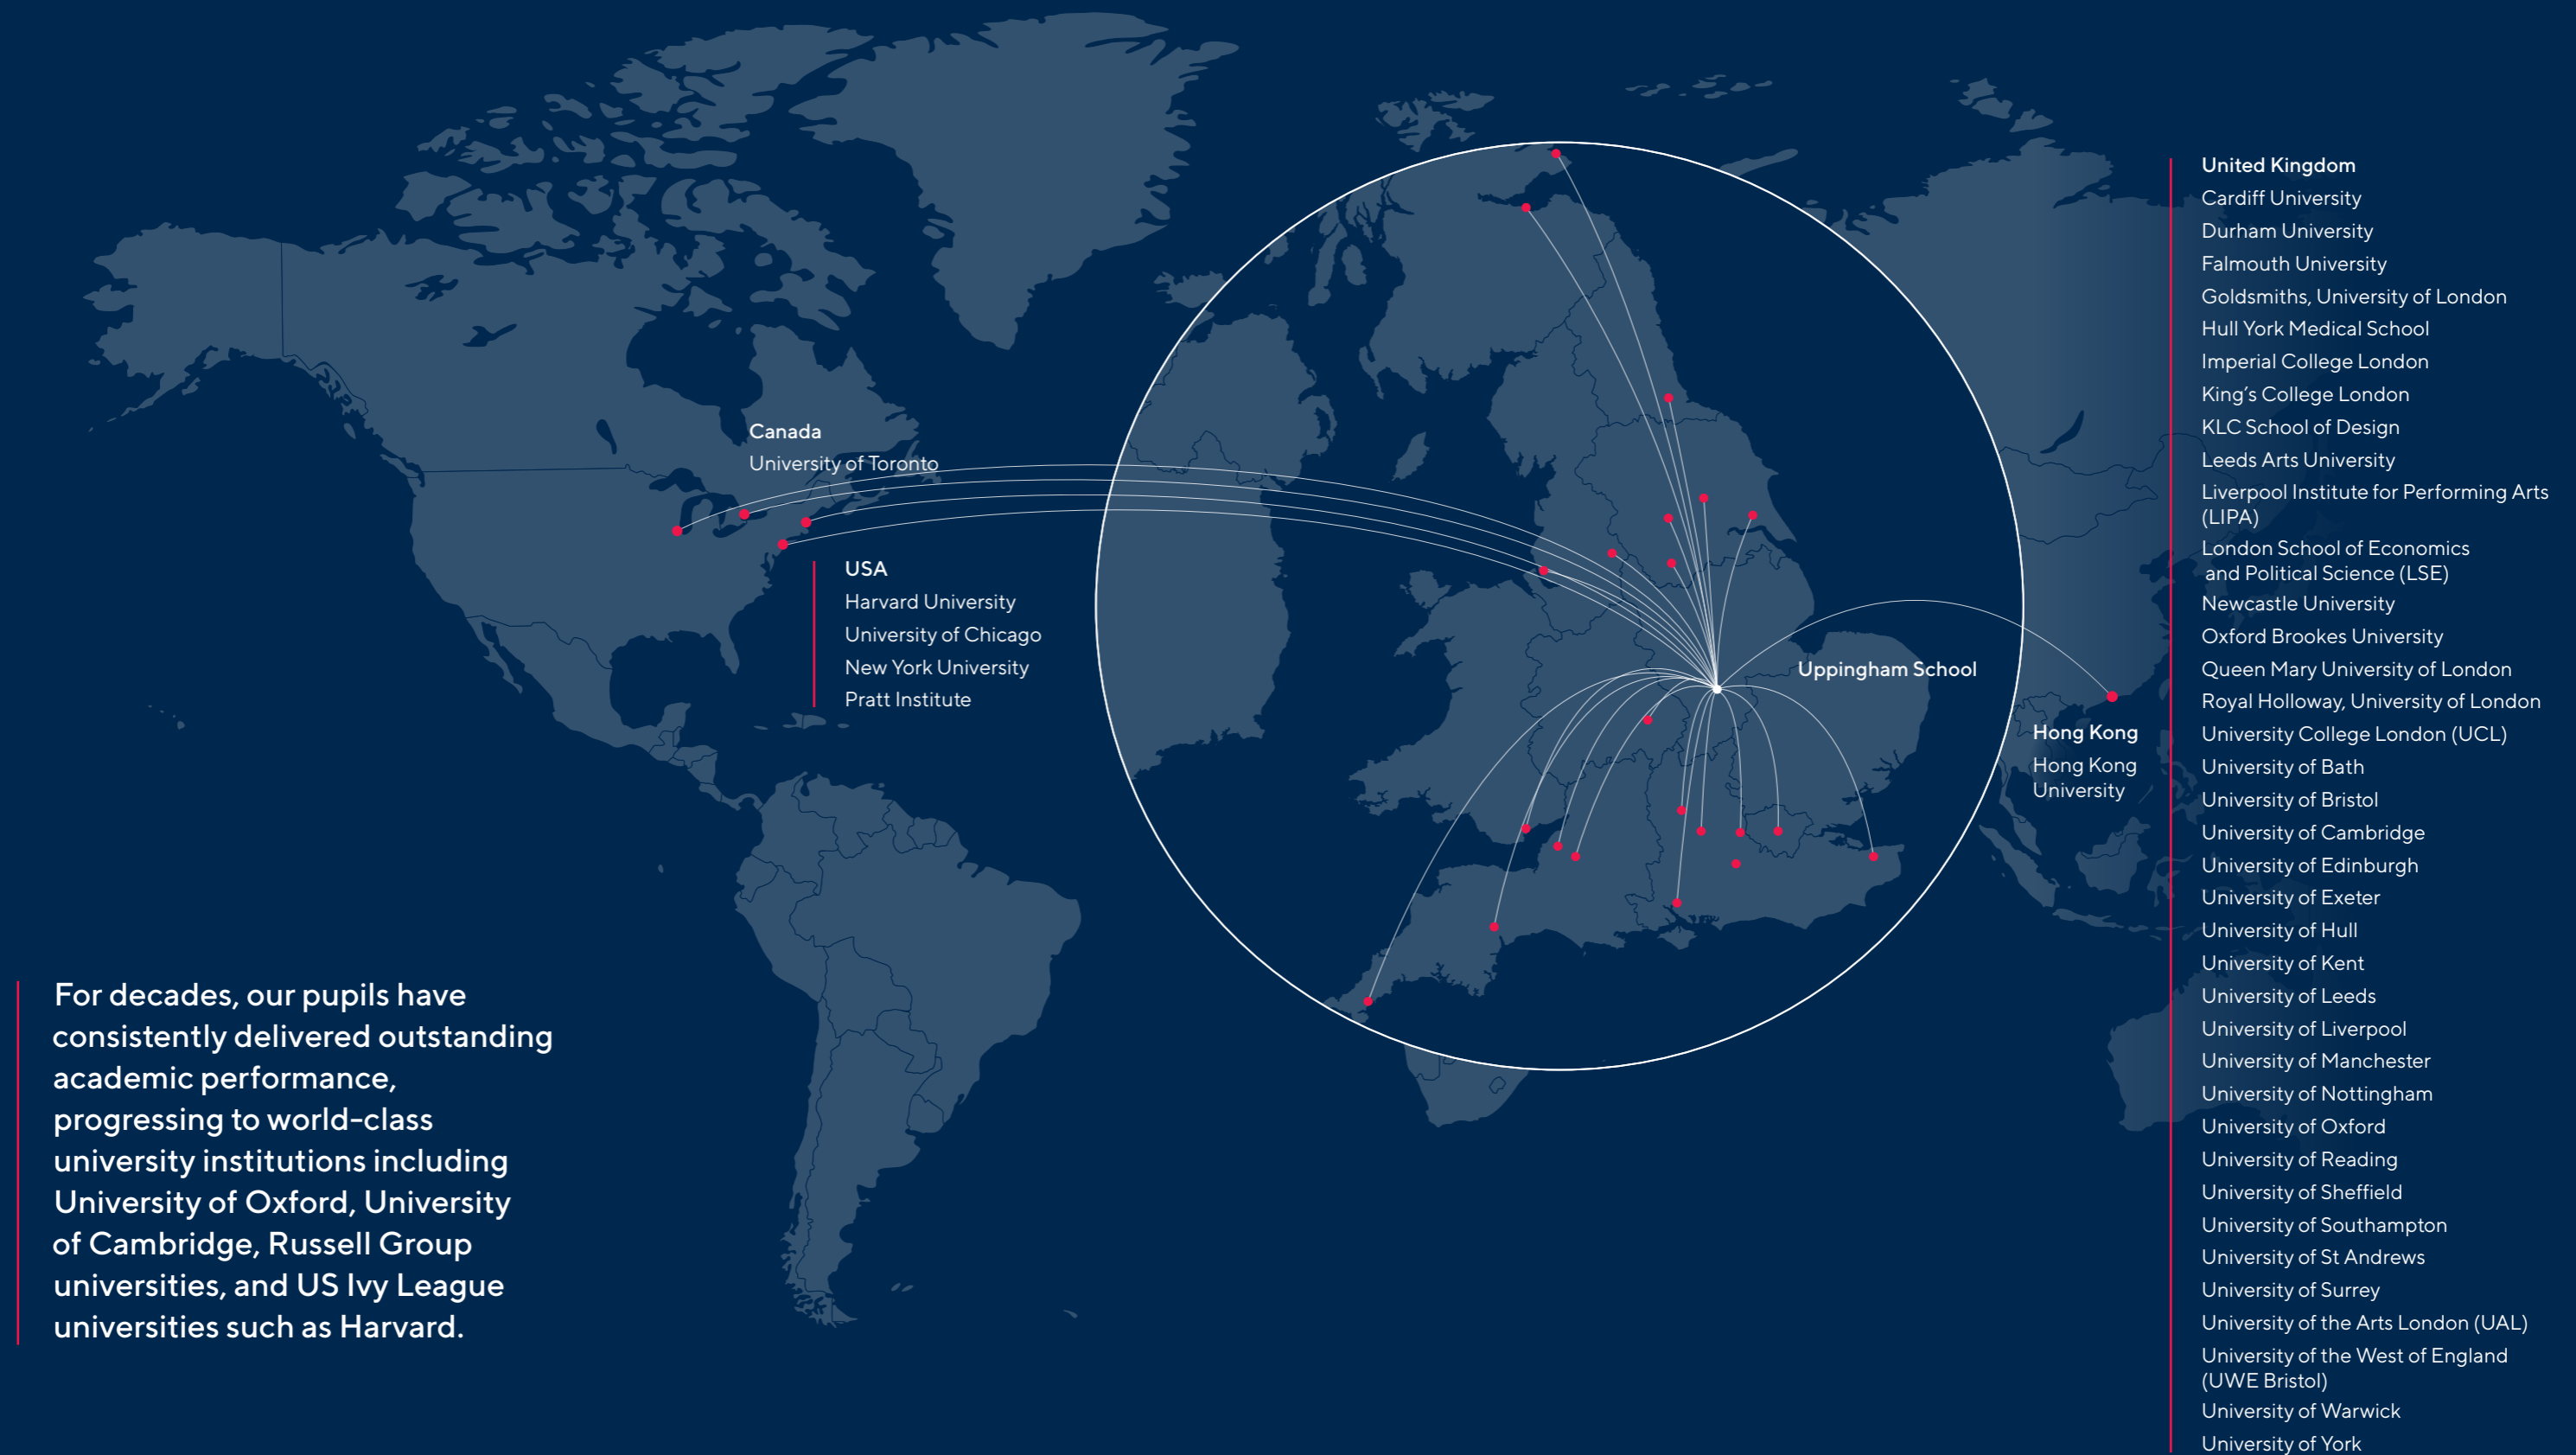 Canada
University of Toronto
USA
Harvard University
University of Chicago
New York University
Pratt Institute
Uppingham School
Hong Kong
Hong Kong
University
For decades, our pupils have
consistently delivered outstanding
academic performance,
progressing to world-class
university institutions including
University of Oxford, University
of Cambridge, Russell Group
universities, and US Ivy League
universities such as Harvard.
United Kingdom
Cardiff University
Durham University
Falmouth University
Goldsmiths, University of London
Hull York Medical School
Imperial College London
King’s College London
KLC School of Design
Leeds Arts University
Liverpool Institute for Performing Arts
(LIPA)
London School of Economics
and Political Science (LSE)
Newcastle University
Oxford Brookes University
Queen Mary University of London
Royal Holloway, University of London
University College London (UCL)
University of Bath
University of Bristol
University of Cambridge
University of Edinburgh
University of Exeter
University of Hull
University of Kent
University of Leeds
University of Liverpool
University of Manchester
University of Nottingham
University of Oxford
University of Reading
University of Sheffield
University of Southampton
University of St Andrews
University of Surrey
University of the Arts London (UAL)
University of the West of England
(UWE Bristol)
University of Warwick
University of York